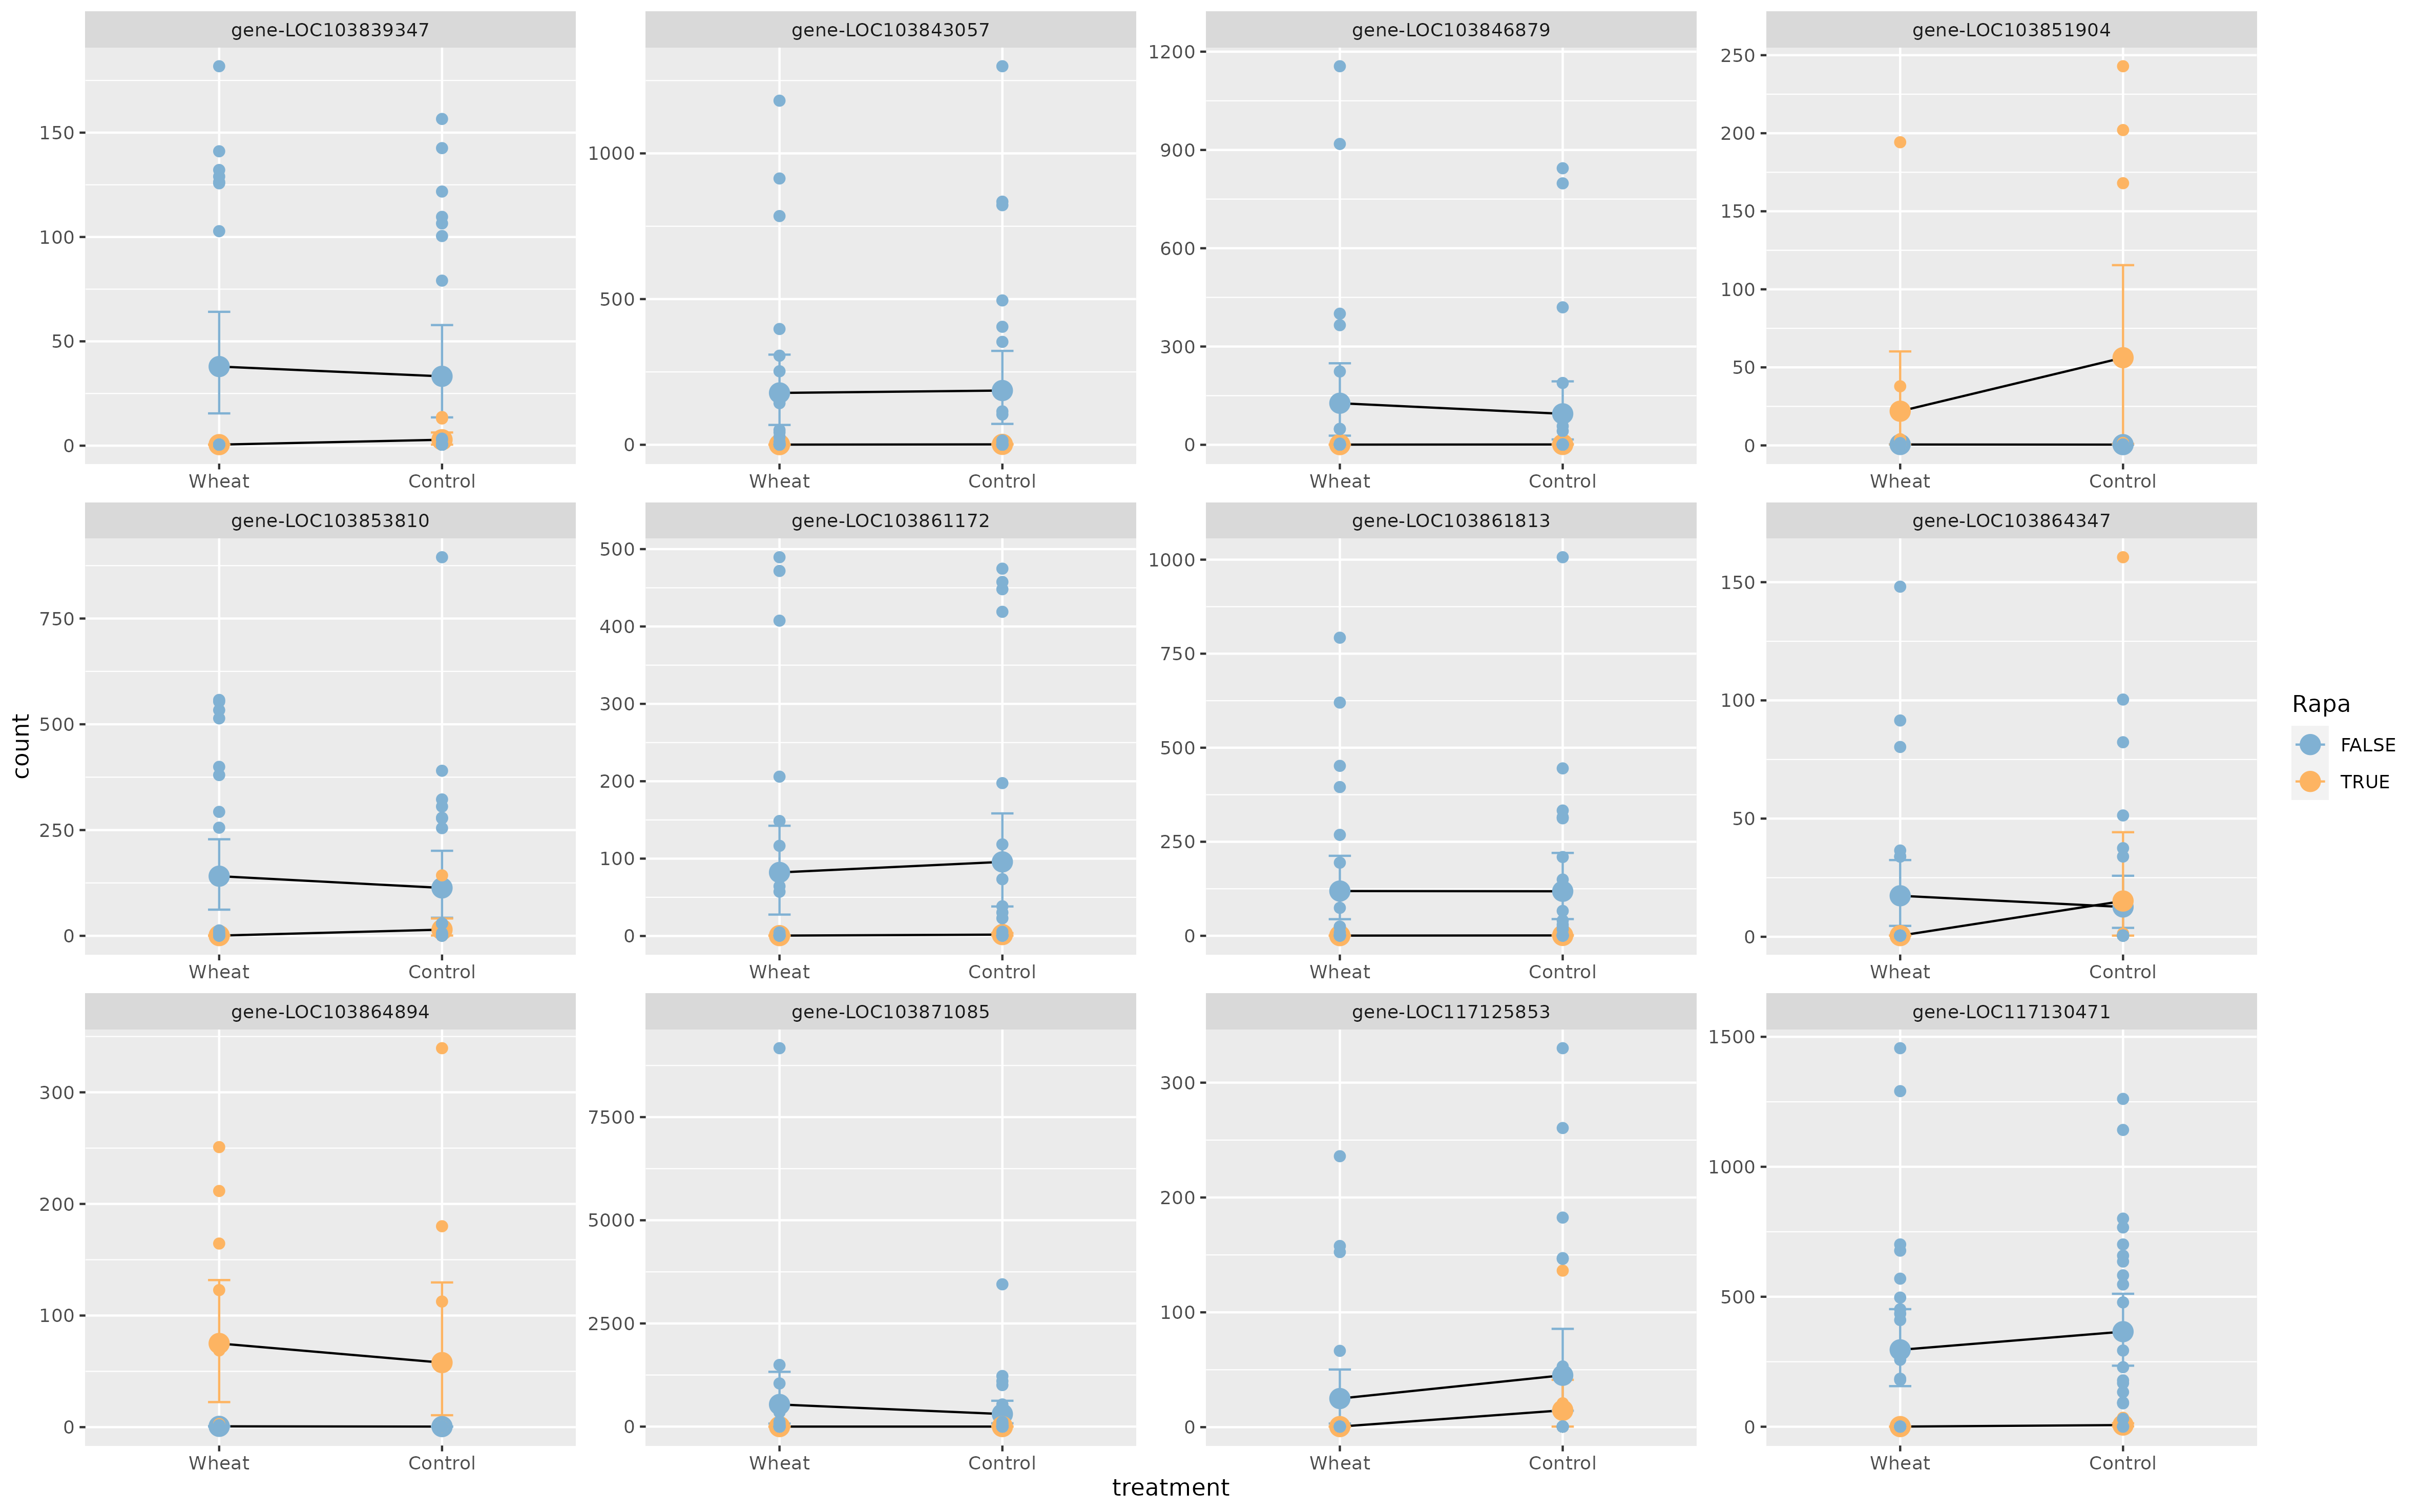 gene-LOC103839347
gene-LOC103843057
gene-LOC103846879
gene-LOC103851904
150
100
50
0
1000
500
0
1200
900
600
300
0
250
200
150
100
50
0
Wheat Control
Wheat Control
Wheat Control
Wheat Control
gene-LOC103853810
gene-LOC103861172
gene-LOC103861813
gene-LOC103864347
count
750
500
250
0
500
400
300
200
100
0
1000
750
500
250
0
150
100
50
0
Wheat Control
Wheat Control
Wheat Control
Wheat Control
Rapa
FALSE
TRUE
gene-LOC103864894
gene-LOC103871085
gene-LOC117125853
gene-LOC117130471
300
200
100
0
7500
5000
2500
0
300
200
100
0
1500
1000
500
0
Wheat Control
Wheat Control
Wheat Control
Wheat Control
treatment